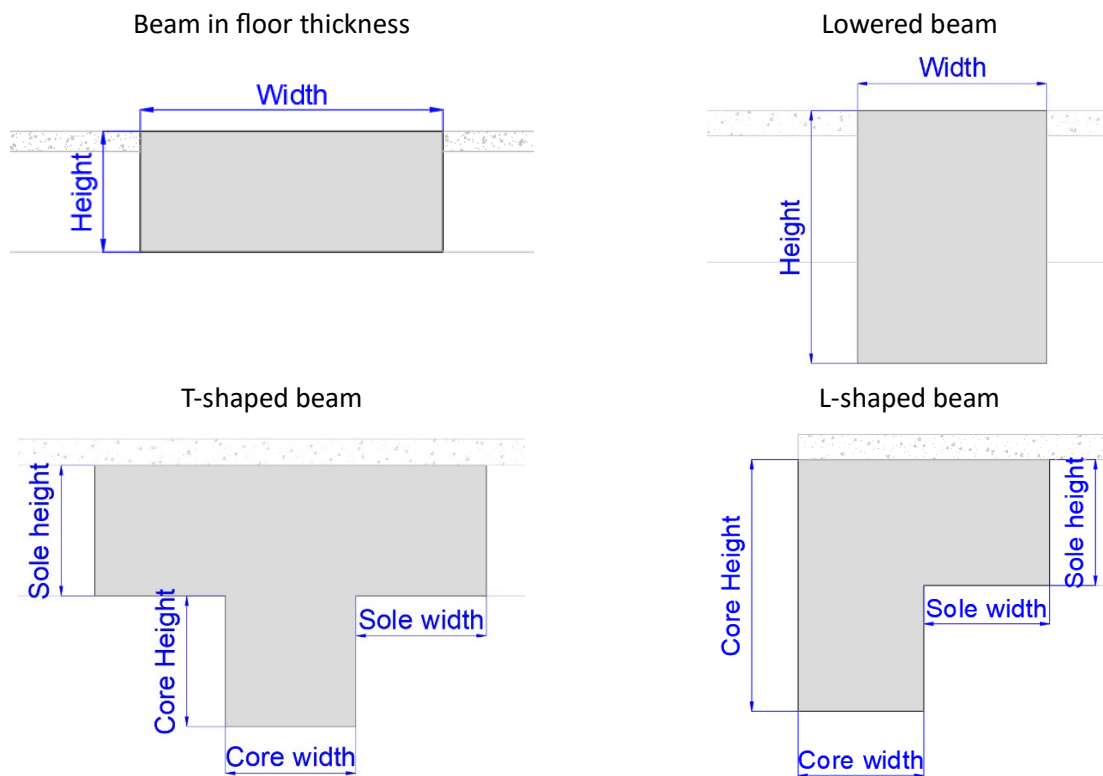 Beam in floor thickness
Width
Height
Lowered beam
Width
Height
T-shaped beam
Sole height
Core Height
Sole width
Core width
L-shaped beam
Core Height
Sole height
Sole width
Core width